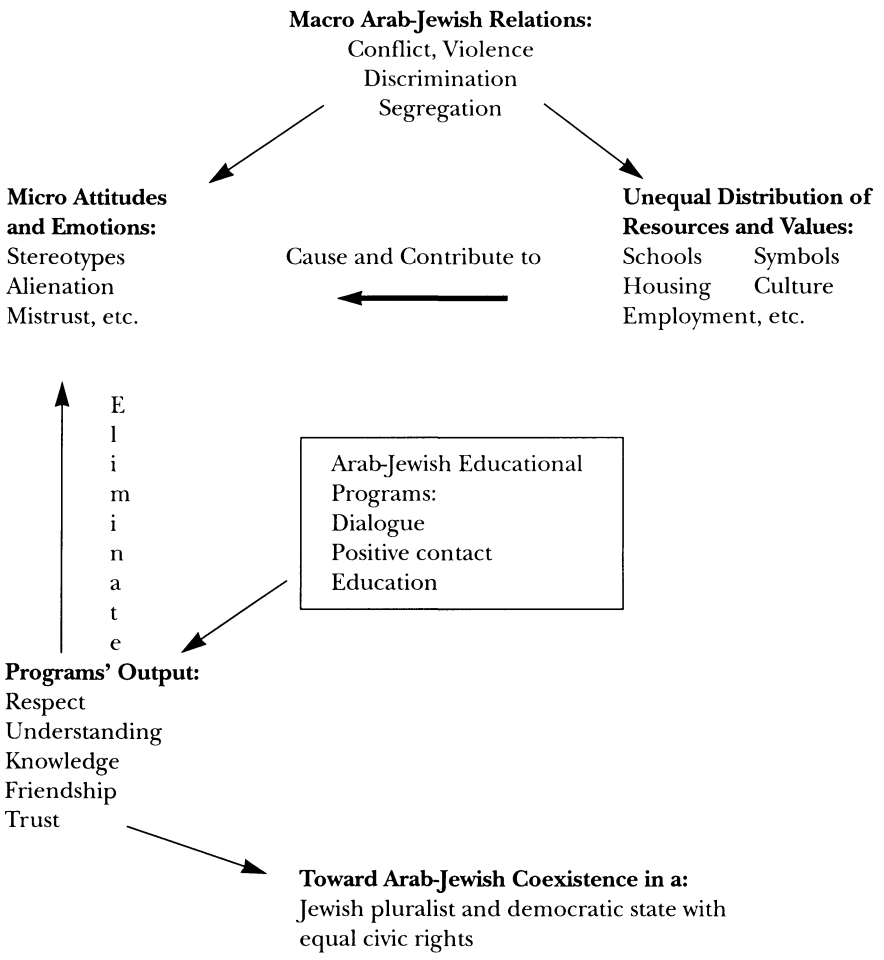 Macro Arab-Jewish Relations:
Conflict, Violence
Discrimination
Segregation
Micro Attitudes
and Emotions:
Stereotypes
Alienation
Mistrust, etc.
Cause and Contribute to
Unequal Distribution of
Resources and Values:
Schools Symbols
Housing Culture
Employment, etc.
Eliminate
Arab-Jewish Educational
Programs:
Dialogue
Positive contact
Education
Programs’ Output:
Respect
Understanding
Knowledge
Friendship
Trust
Toward Arab-Jewish Coexistence in a:
Jewish pluralist and democratic state with
equal civic rights